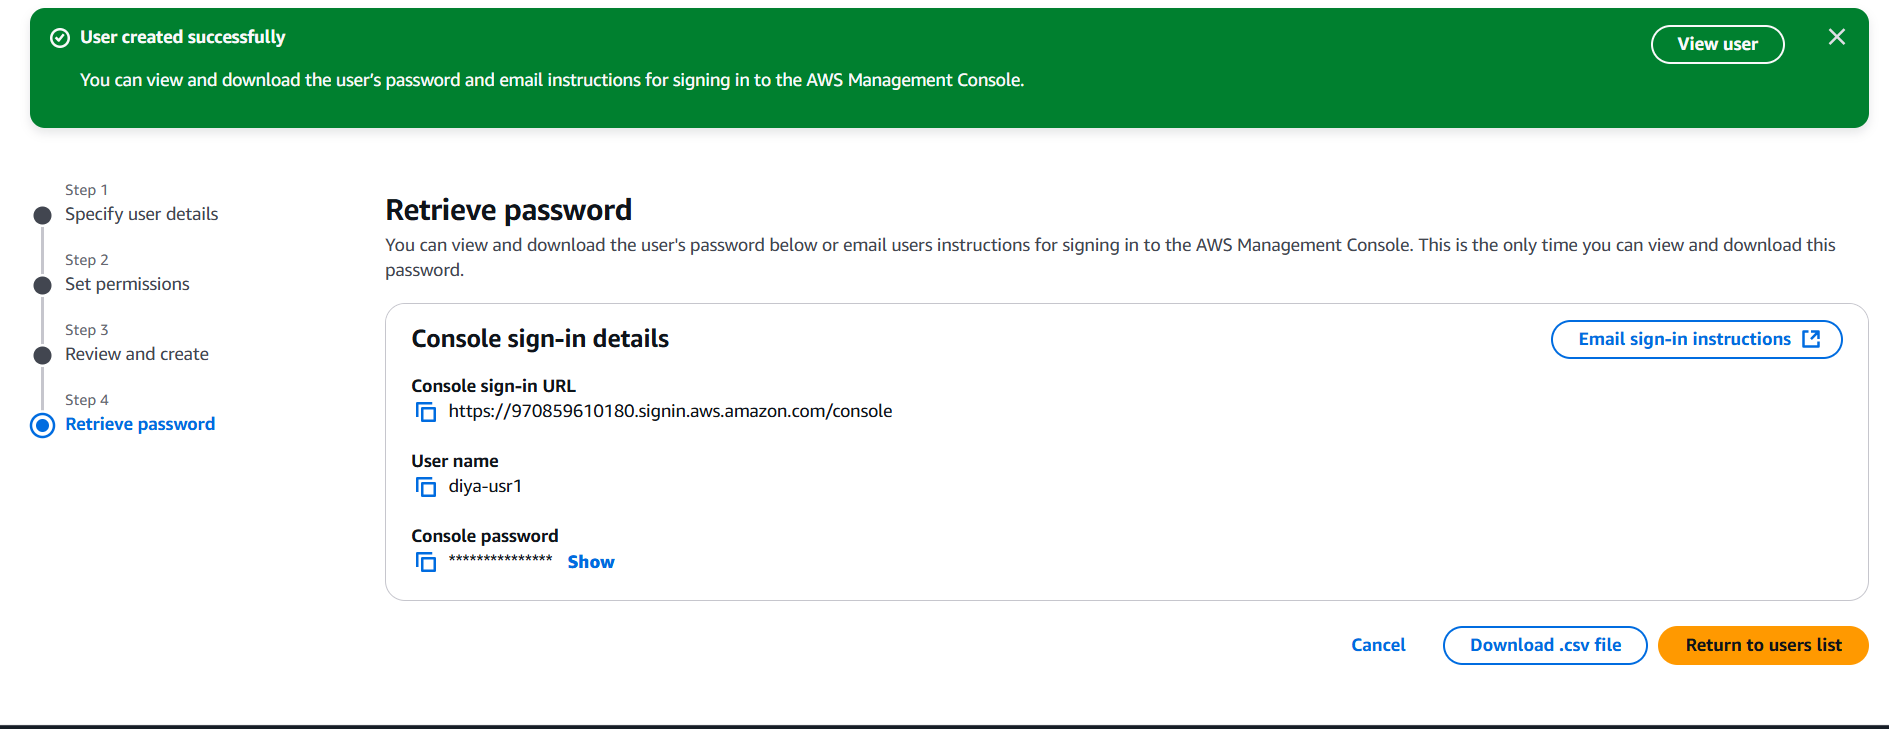 User created successfully
View user
You can view and download the user's password and email instructions for signing in to the AWS Management Console.
Step 1
Specify user details
Step 2
Set permissions
Step 3
Review and create
Step 4
Retrieve password
Retrieve password
You can view and download the user's password below or email users instructions for signing in to the AWS Management Console. This is the only time you can view and download this
password.
Console sign-in details
Email sign-in instructions
Console sign-in URL
https://970859610180.signin.aws.amazon.com/console
User name
diya-usr1
Console password
*************** Show
Cancel
Download .csv file
Return to users list